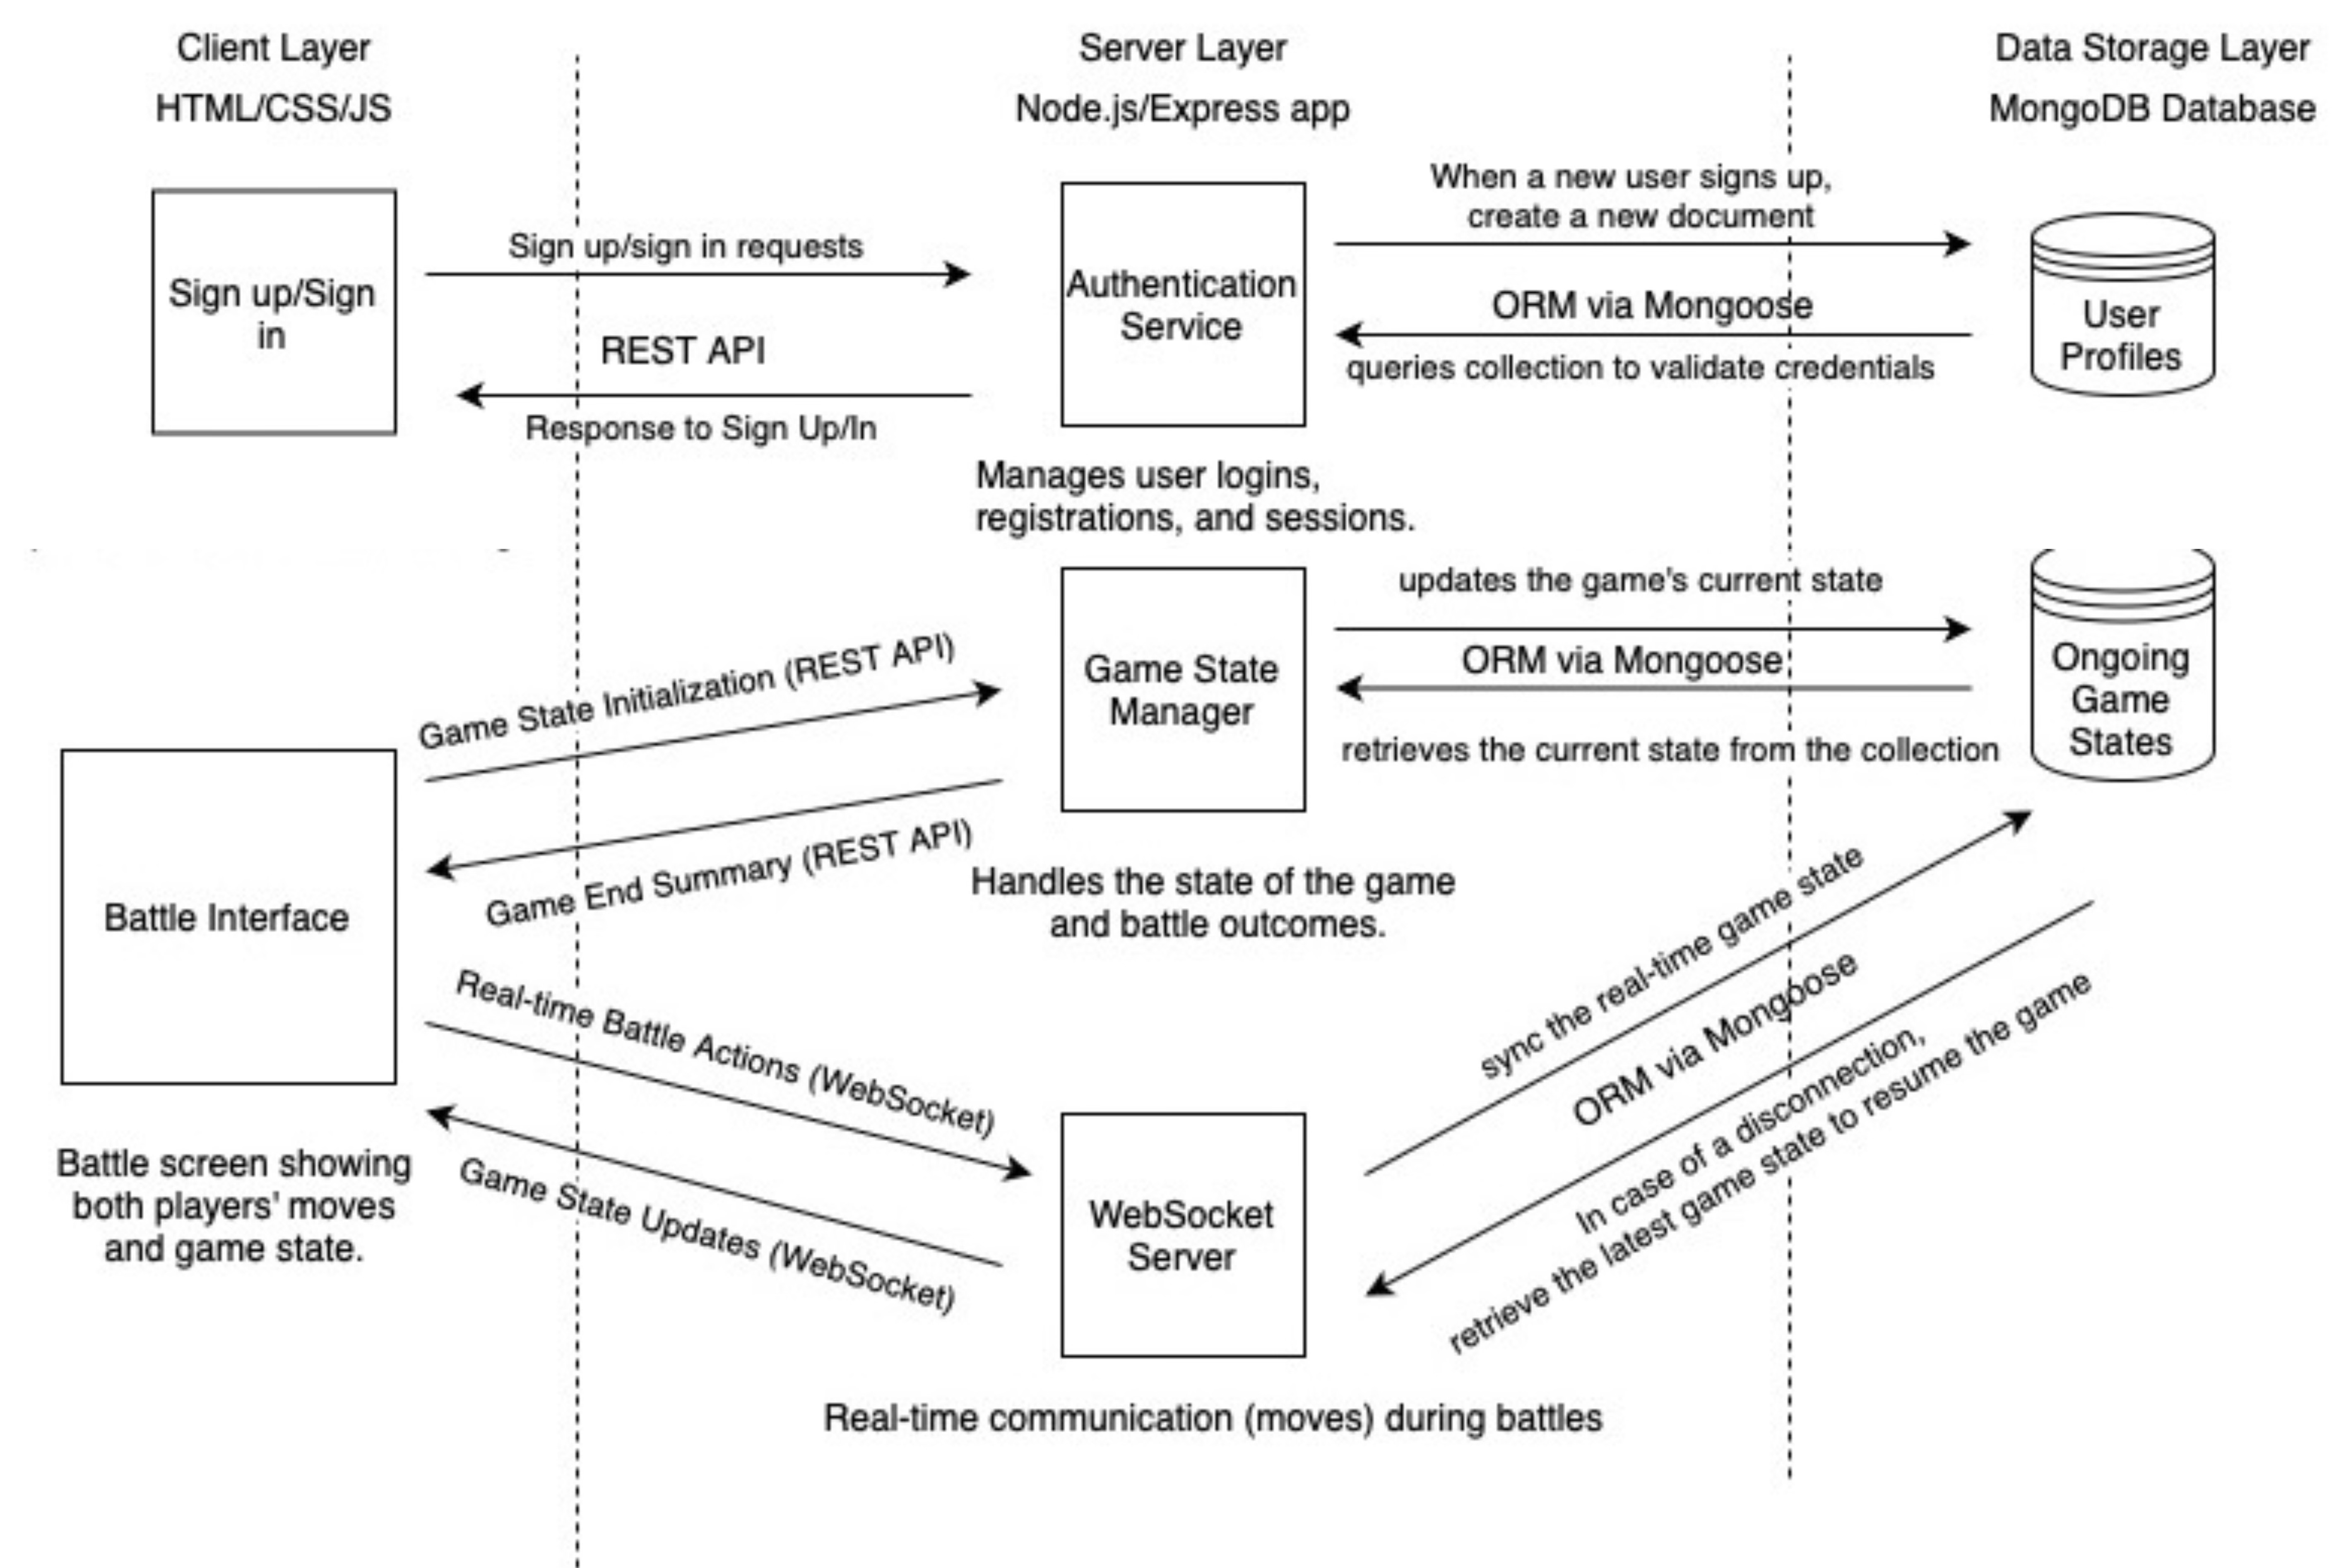 Client Layer
HTML/CSS/JS
Server Layer
Node.js/Express app
Data Storage Layer
MongoDB Database
Sign up/Sign
in
Sign up/sign in requests
REST API
Response to Sign Up/In
Authentication
Service
When a new user signs up,
create a new document
ORM via Mongoose
queries collection to validate credentials
User
Profiles
Manages user logins,
registrations, and sessions.
Game State Initialization (REST API)
Game End Summary (REST API)
Game State
Manager
updates the game's current state
ORM via Mongoose
retrieves the current state from the collection
Ongoing
Game
States
Handles the state of the game
and battle outcomes.
Battle Interface
Battle screen showing
both players' moves
and game state.
Real-time Battle Actions (WebSocket)
Game State Updates (WebSocket)
WebSocket
Server
sync the real-time game state
ORM via Mongoose
In case of a disconnection,
retrieve the latest game state to resume the game
Real-time communication (moves) during battles